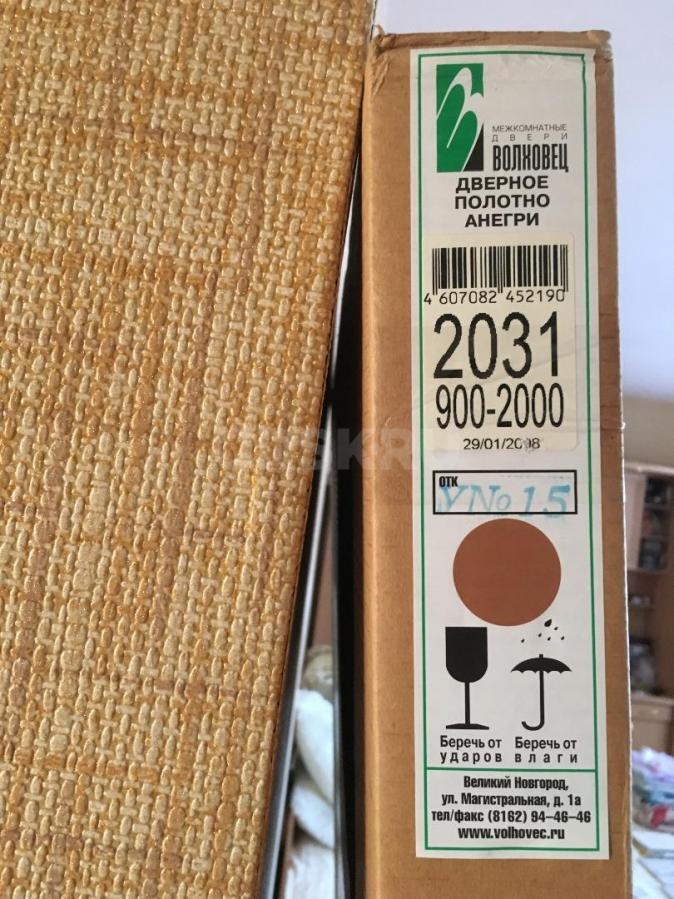 МЕЖКОМНАТНЫЕ
ДВЕРИ
ВОЛХОВЕЦ
ДВЕРНОЕ
ПОЛОТНО
АНЕГРИ
4 607082 452190
2031
900-2000
29/01/2008
ОТК
У№15
Беречь от ударов
Беречь от влаги
Великий Новгород,
ул. Магистральная, д. 1а
тел/факс (8162) 94-46-46
www.volhovec.ru